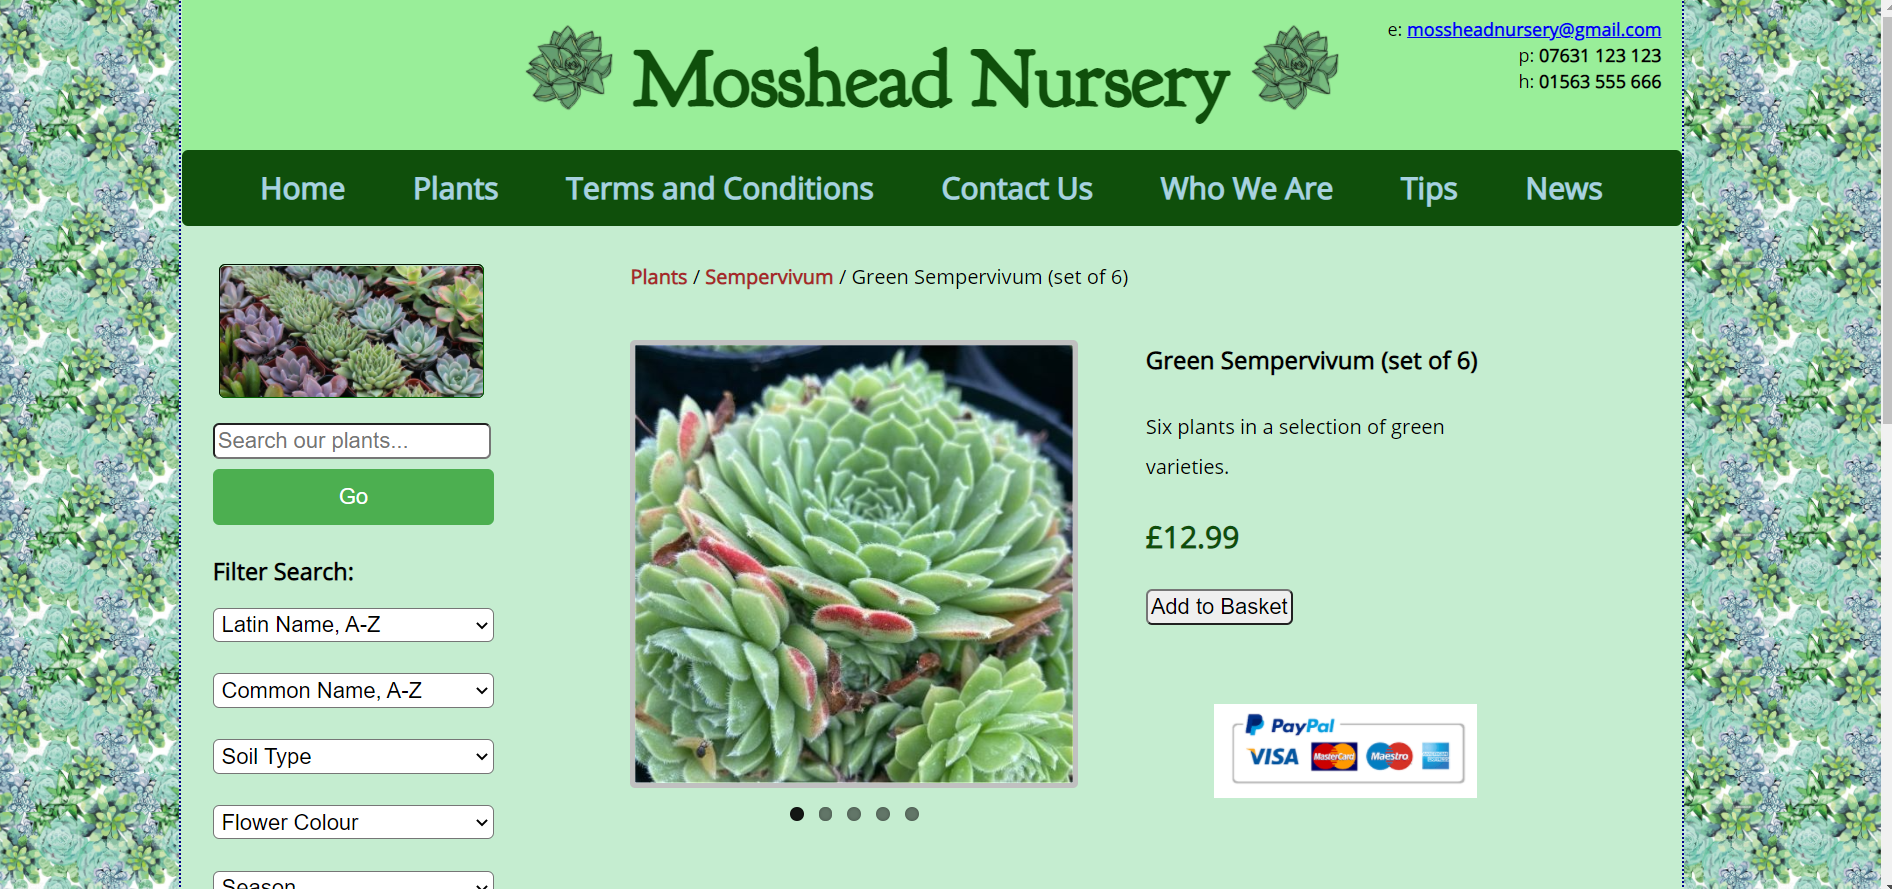 Mosshead Nursery
e: mossheadnursery@gmail.com
p: 07631 123 123
h: 01563 555 666
Home Plants Terms and Conditions Contact Us Who We Are Tips News
Search our plants...
Go
Filter Search:
Latin Name, A-Z
Common Name, A-Z
Soil Type
Flower Colour
Season
Plants / Sempervivum / Green Sempervivum (set of 6)
Green Sempervivum (set of 6)
Six plants in a selection of green
varieties.
£12.99
Add to Basket
PayPal
VISA MasterCard Maestro